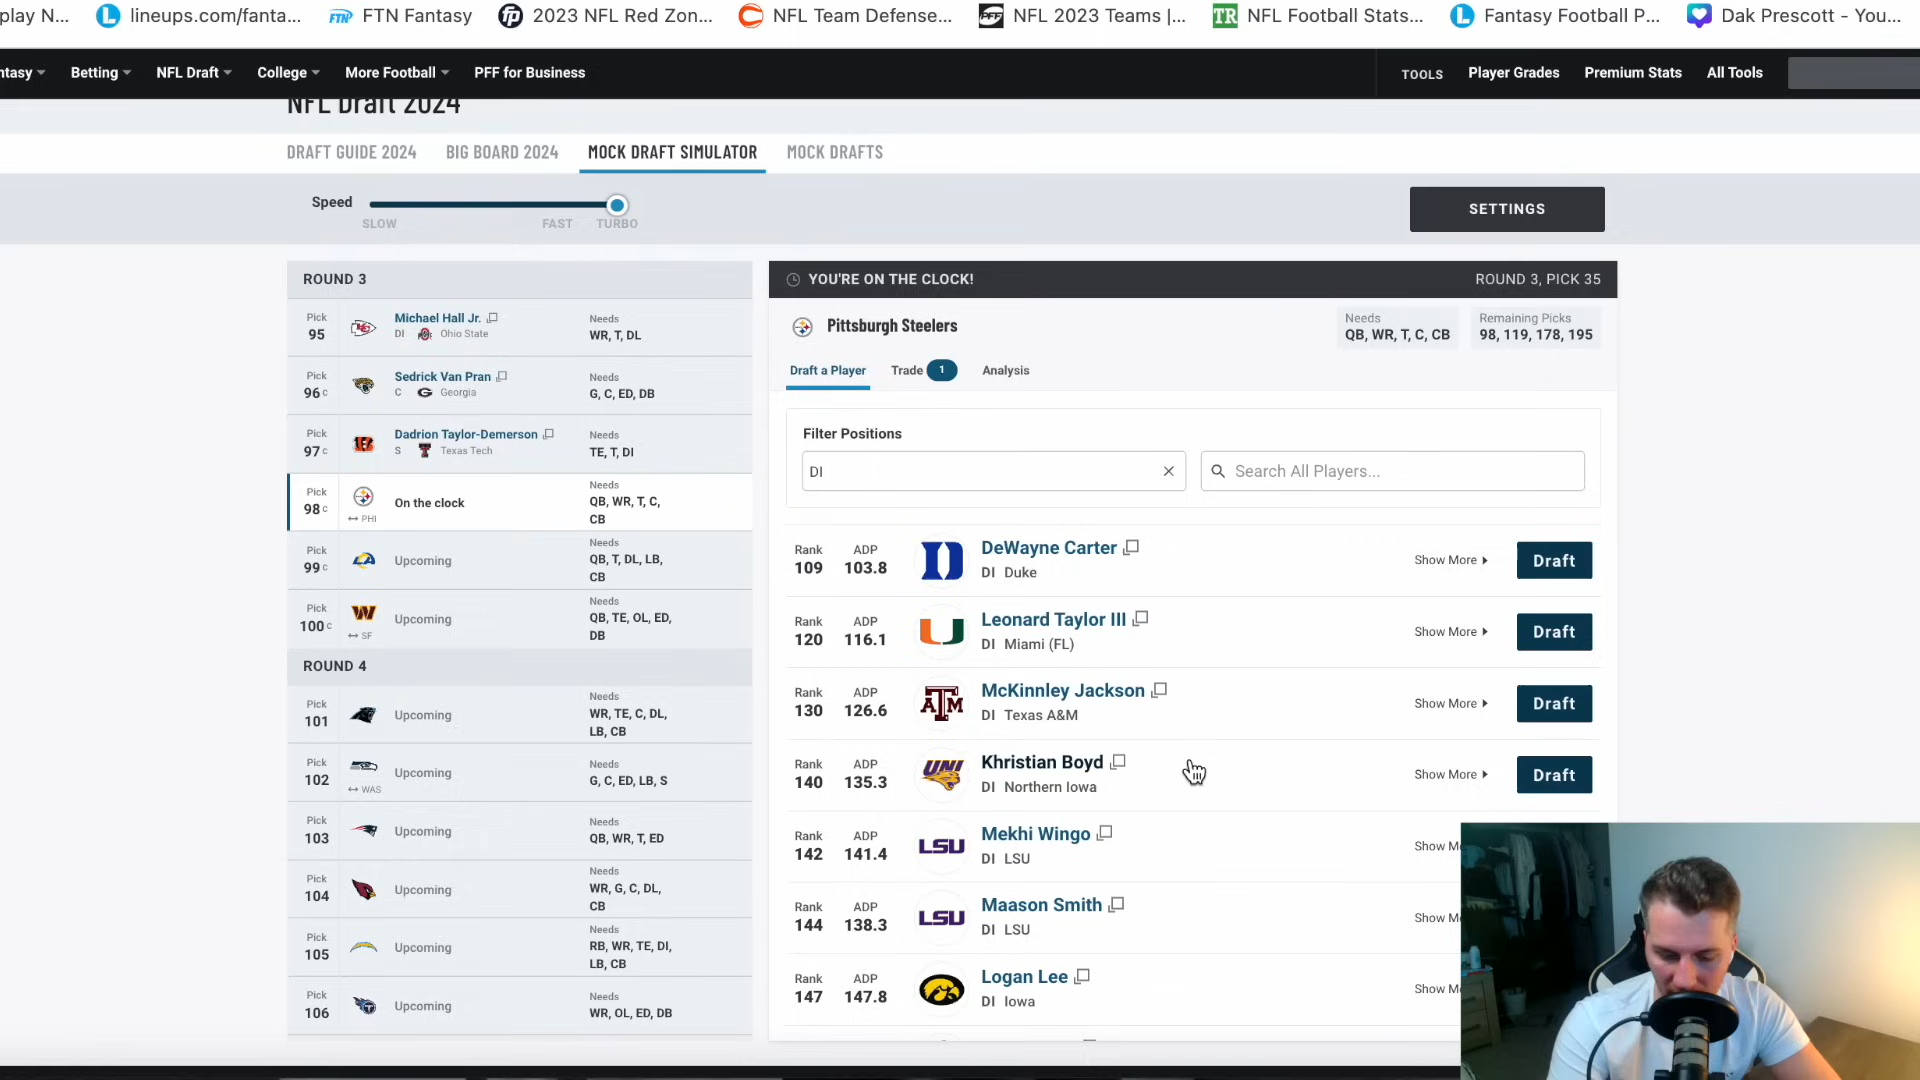 play N...
lineups.com/fanta...
FTN Fantasy
2023 NFL Red Zon...
NFL Team Defense...
NFL 2023 Teams |...
NFL Football Stats...
Fantasy Football P...
Dak Prescott - You...
ntasy
Betting
NFL Draft
College
More Football
PFF for Business
TOOLS
Player Grades
Premium Stats
All Tools
NFL Draft 2024
DRAFT GUIDE 2024
BIG BOARD 2024
MOCK DRAFT SIMULATOR
MOCK DRAFTS
Speed
SLOW
FAST
TURBO
SETTINGS
ROUND 3
Pick
95
Michael Hall Jr.
DI Ohio State
Needs
WR, T, DL
Pick
96 c
Sedrick Van Pran
C Georgia
Needs
G, C, ED, DB
Pick
97 c
Dadrion Taylor-Demerson
S Texas Tech
Needs
TE, T, DI
Pick
98 c
PHI
On the clock
Needs
QB, WR, T, C,
CB
Pick
99 c
Upcoming
Needs
QB, T, DL, LB,
CB
Pick
100 c
SF
Upcoming
Needs
QB, TE, OL, ED,
DB
ROUND 4
Pick
101
Upcoming
Needs
WR, TE, C, DL,
LB, CB
Pick
102
WAS
Upcoming
Needs
G, C, ED, LB, S
Pick
103
Upcoming
Needs
QB, WR, T, ED
Pick
104
Upcoming
Needs
WR, G, C, DL,
CB
Pick
105
Upcoming
Needs
RB, WR, TE, DI,
LB, CB
Pick
106
Upcoming
Needs
WR, OL, ED, DB
YOU'RE ON THE CLOCK!
ROUND 3, PICK 35
Pittsburgh Steelers
Needs
QB, WR, T, C, CB
Remaining Picks
98, 119, 178, 195
Draft a Player
Trade 1
Analysis
Filter Positions
DI
Search All Players...
Rank
109
ADP
103.8
DeWayne Carter
DI Duke
Show More
Draft
Rank
120
ADP
116.1
Leonard Taylor III
DI Miami (FL)
Show More
Draft
Rank
130
ADP
126.6
McKinnley Jackson
DI Texas A&M
Show More
Draft
Rank
140
ADP
135.3
UNI
Khristian Boyd
DI Northern Iowa
Show More
Draft
Rank
142
ADP
141.4
LSU
Mekhi Wingo
DI LSU
Show M
Rank
144
ADP
138.3
LSU
Maason Smith
DI LSU
Show M
Rank
147
ADP
147.8
Logan Lee
DI Iowa
Show M